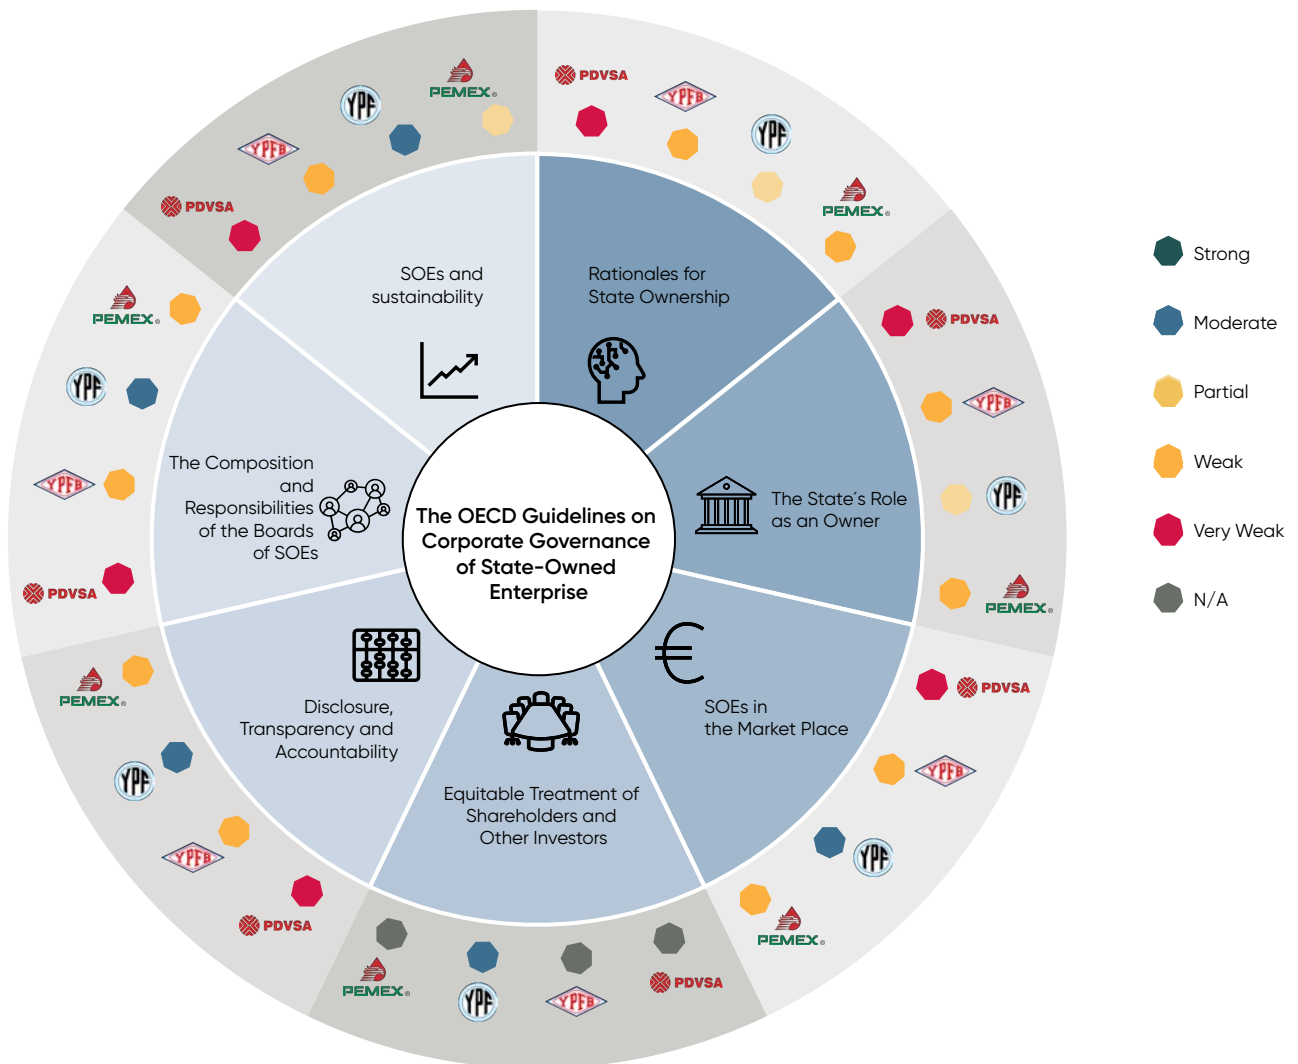 The OECD Guidelines on
Corporate Governance
of State-Owned
Enterprise
Rationales for
State Ownership
PDVSA
YPFB
YPF
PEMEX®
The State´s Role
as an Owner
PDVSA
YPFB
YPF
PEMEX®
SOEs in
the Market Place
PDVSA
YPFB
YPF
PEMEX®
Equitable Treatment of
Shareholders and
Other Investors
PDVSA
YPFB
YPF
PEMEX®
Disclosure,
Transparency and
Accountability
PDVSA
YPFB
YPF
PEMEX®
The Composition
and
Responsibilities
of the Boards
of SOEs
PDVSA
YPFB
YPF
PEMEX®
SOEs and
sustainability
PDVSA
YPFB
YPF
PEMEX®
Strong
Moderate
Partial
Weak
Very Weak
N/A